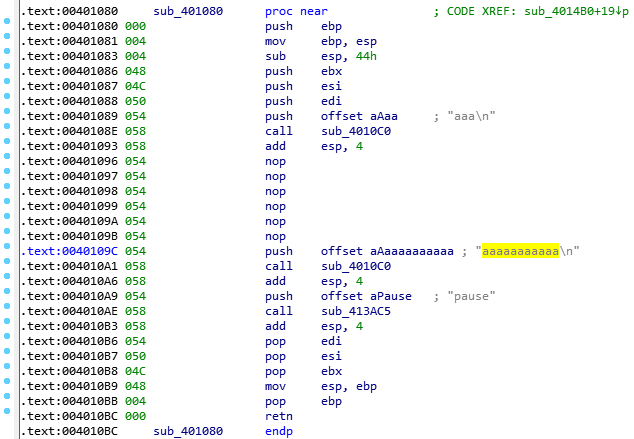 .text:00401080 sub_401080 proc near ; CODE XREF: sub_4014B0+19↓p
.text:00401080 000 push ebp
.text:00401081 004 mov ebp, esp
.text:00401083 004 sub esp, 44h
.text:00401086 048 push ebx
.text:00401087 04C push esi
.text:00401088 050 push edi
.text:00401089 054 push offset aAaa ; "aaa\n"
.text:0040108E 058 call sub_4010C0
.text:00401093 058 add esp, 4
.text:00401096 054 nop
.text:00401097 054 nop
.text:00401098 054 nop
.text:00401099 054 nop
.text:0040109A 054 nop
.text:0040109B 054 nop
.text:0040109C 054 push offset aAaaaaaaaaaa ; "aaaaaaaaaaa\n"
.text:004010A1 058 call sub_4010C0
.text:004010A6 058 add esp, 4
.text:004010A9 054 push offset aPause ; "pause"
.text:004010AE 058 call sub_413AC5
.text:004010B3 058 add esp, 4
.text:004010B6 054 pop edi
.text:004010B7 050 pop esi
.text:004010B8 04C pop ebx
.text:004010B9 048 mov esp, ebp
.text:004010BB 004 pop ebp
.text:004010BC 000 retn
.text:004010BC sub_401080 endp